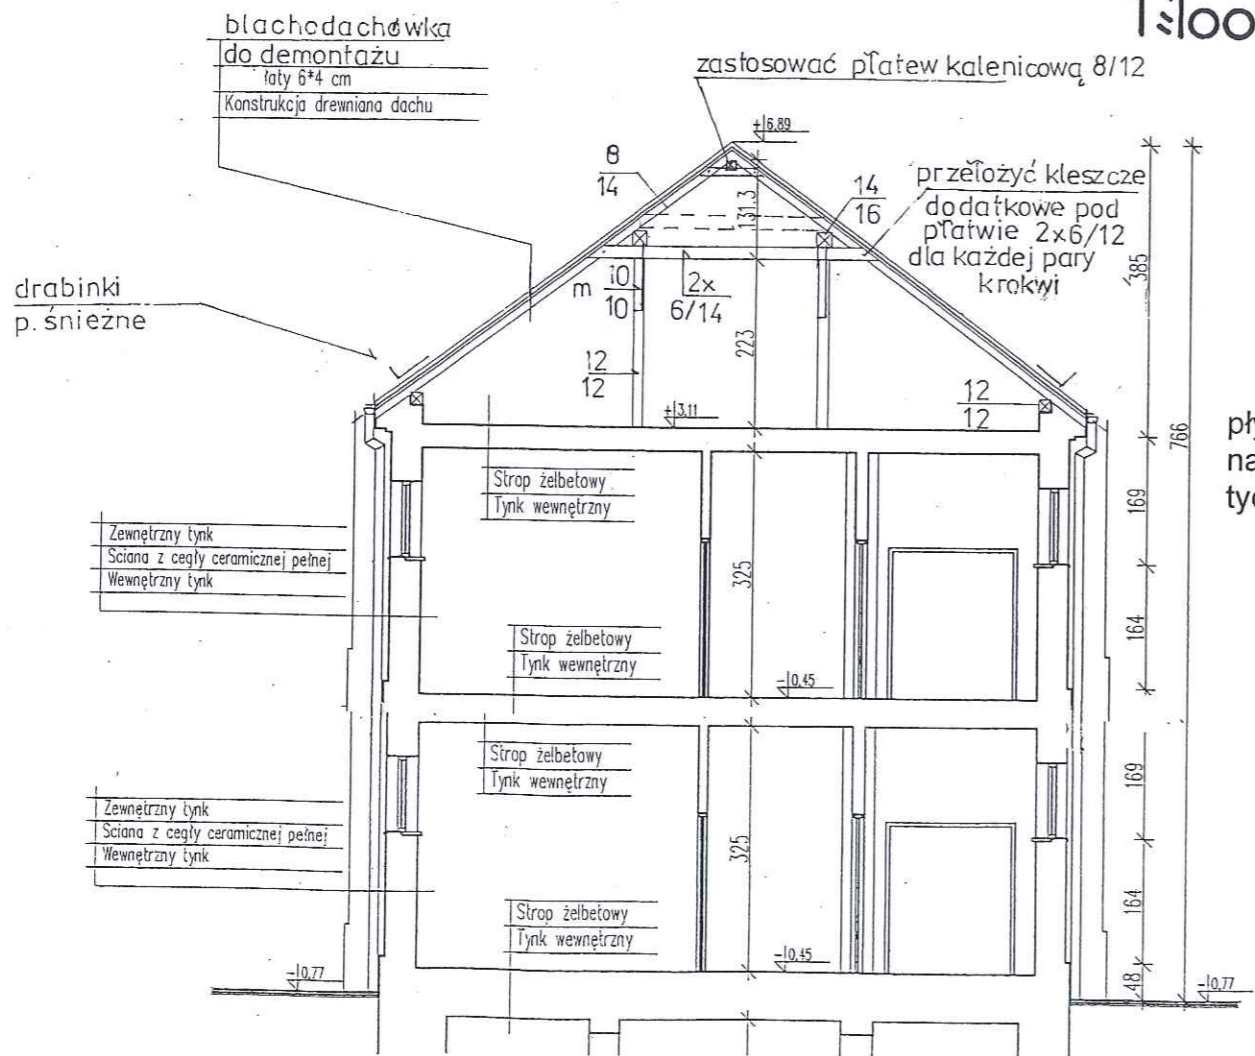 1:100
blachodachówka
do demontażu
łaty 6*4 cm
Konstrukcja drewniana dachu
zastosować płatew kalenicową 8/12
+6,89
8
14
14
16
przełożyć kleszcze
dodatkowe pod
płatwie 2x6/12
dla każdej pary
krokwi
131.3
385
drabinki
p. śnieżne
m 10
10
2x
6/14
223
12
12
12
12
+3,11
766
pły
na
tyc
Strop żelbetowy
Tynk wewnętrzny
169
Zewnętrzny tynk
Sciana z cegły ceramicznej pełnej
Wewnętrzny tynk
325
164
Strop żelbetowy
Tynk wewnętrzny
-0,45
Strop żelbetowy
Tynk wewnętrzny
169
Zewnętrzny tynk
Sciana z cegły ceramicznej pełnej
Wewnętrzny tynk
325
164
Strop żelbetowy
Tynk wewnętrzny
-0,45
-0,77
48
-0,77